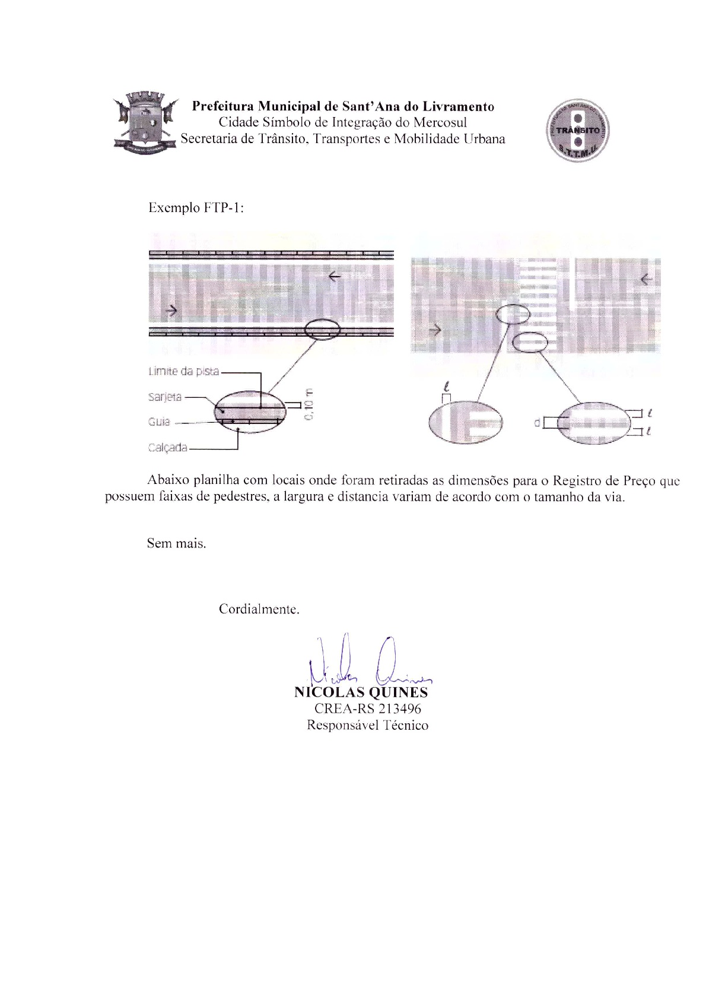 Prefeitura Municipal de Sant’Ana do Livramento
Cidade Símbolo de Integração do Mercosul
Secretaria de Trânsito, Transportes e Mobilidade Urbana
TRÂNSITO
S.T.T.M.U.
Exemplo FTP-1:
Limite da pista
Sarjeta
Guia
Calçada
0,10 m
ℓ
d
ℓ
ℓ
Abaixo planilha com locais onde foram retiradas as dimensões para o Registro de Preço que
possuem faixas de pedestres, a largura e distancia variam de acordo com o tamanho da via.
Sem mais.
Cordialmente.
Nicolas Quines
NICOLAS QUINES
CREA-RS 213496
Responsável Técnico